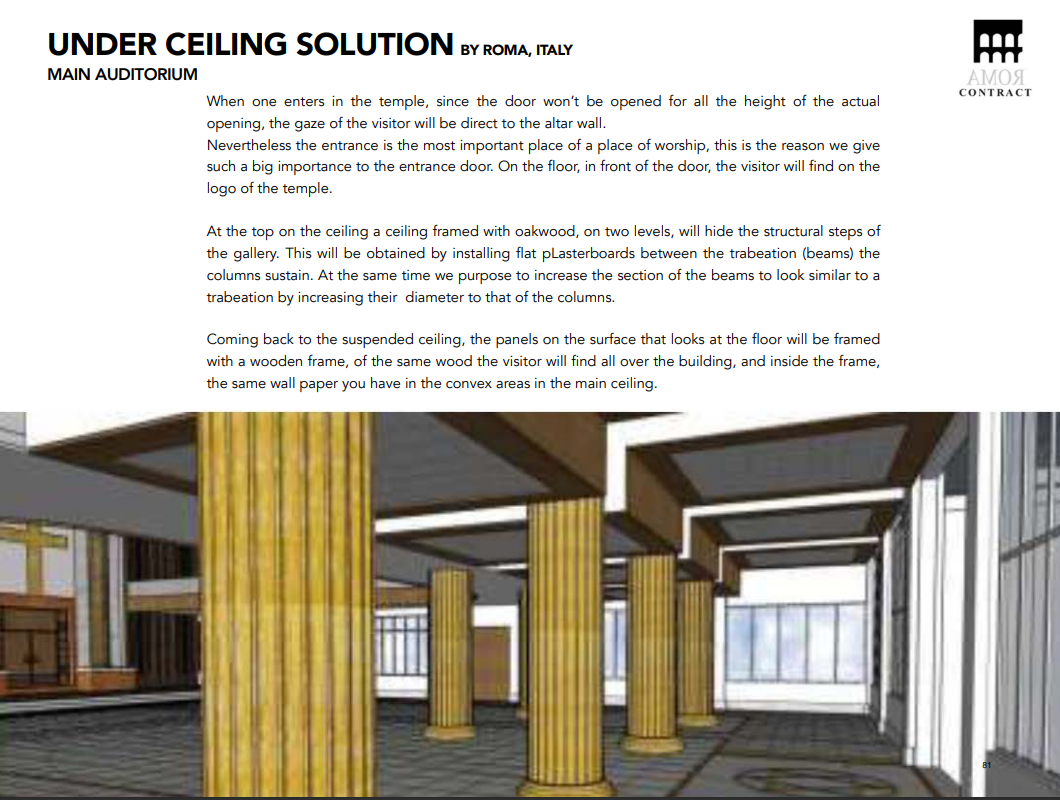 UNDER CEILING SOLUTION BY ROMA, ITALY
MAIN AUDITORIUM
AMOЯ
CONTRACT
When one enters in the temple, since the door won't be opened for all the height of the actual
opening, the gaze of the visitor will be direct to the altar wall.
Nevertheless the entrance is the most important place of a place of worship, this is the reason we give
such a big importance to the entrance door. On the floor, in front of the door, the visitor will find on the
logo of the temple.
At the top on the ceiling a ceiling framed with oakwood, on two levels, will hide the structural steps of
the gallery. This will be obtained by installing flat pLasterboards between the trabeation (beams) the
columns sustain. At the same time we purpose to increase the section of the beams to look similar to a
trabeation by increasing their  diameter to that of the columns.
Coming back to the suspended ceiling, the panels on the surface that looks at the floor will be framed
with a wooden frame, of the same wood the visitor will find all over the building, and inside the frame,
the same wall paper you have in the convex areas in the main ceiling.
81